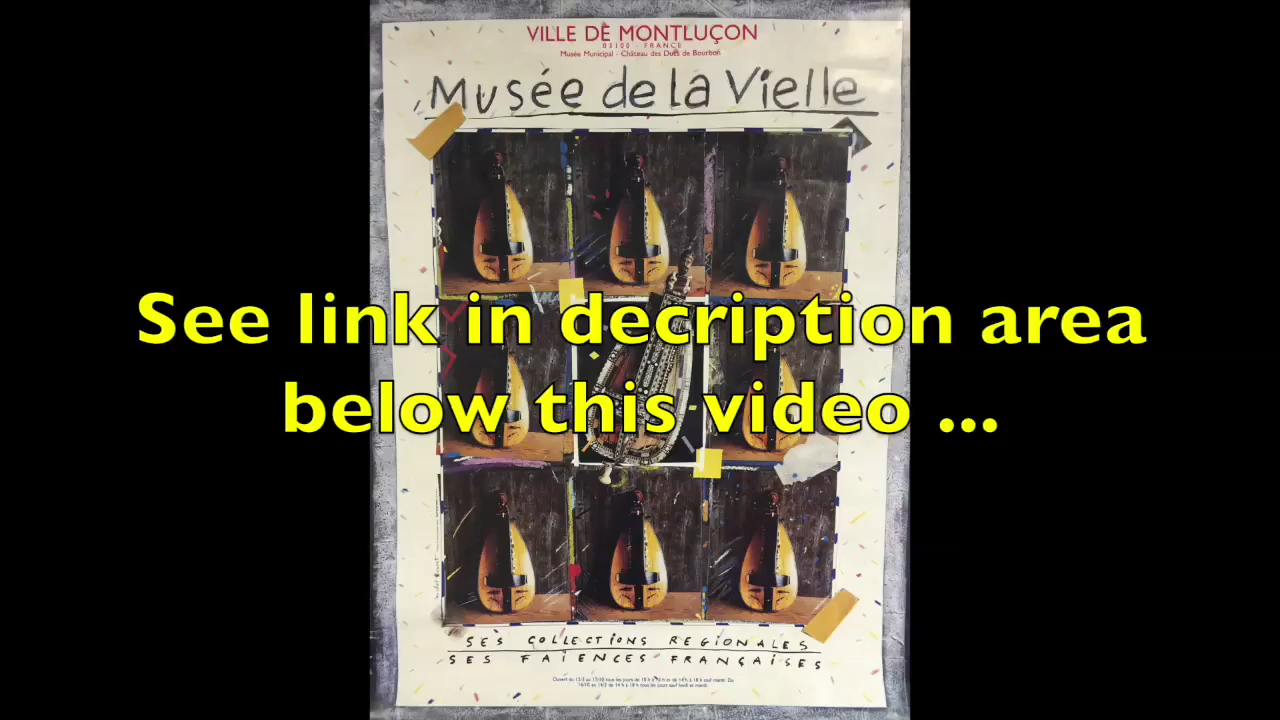 VILLE DE MONTLUÇON
03100 - FRANCE
Musée Municipal - Château des Ducs de Bourbon
Musée de la Vielle
See link in decription area
below this video ...
SES COLLECTIONS REGIONALES
SES FAIENCES FRANÇAISES